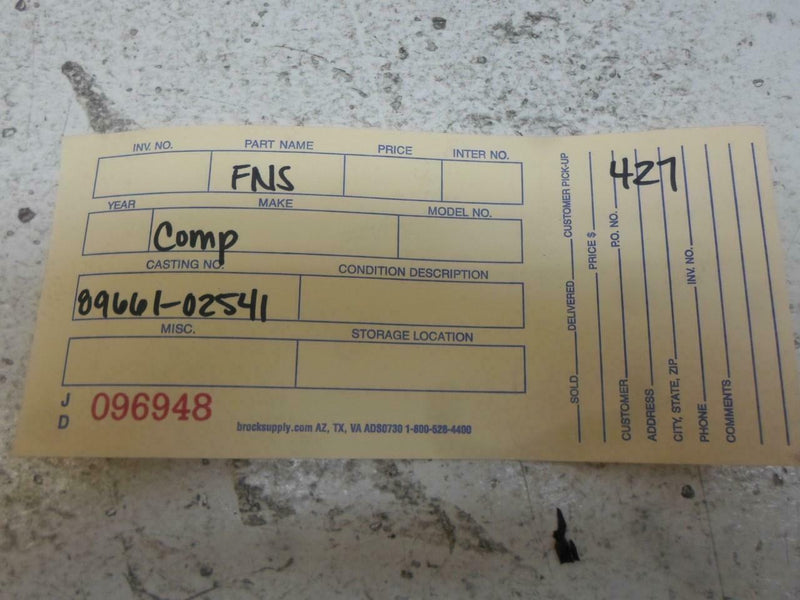 INV. NO. PART NAME PRICE INTER NO.
FNS
YEAR MAKE MODEL NO.
Comp
CASTING NO. CONDITION DESCRIPTION
89661-02541
MISC. STORAGE LOCATION
J D 096948
brocksupply.com AZ, TX, VA ADS0730 1-800-528-4400
SOLD DELIVERED CUSTOMER PICK-UP
PRICE $
427
CUSTOMER P.O. NO.
ADDRESS
CITY, STATE, ZIP
PHONE INV. NO.
COMMENTS